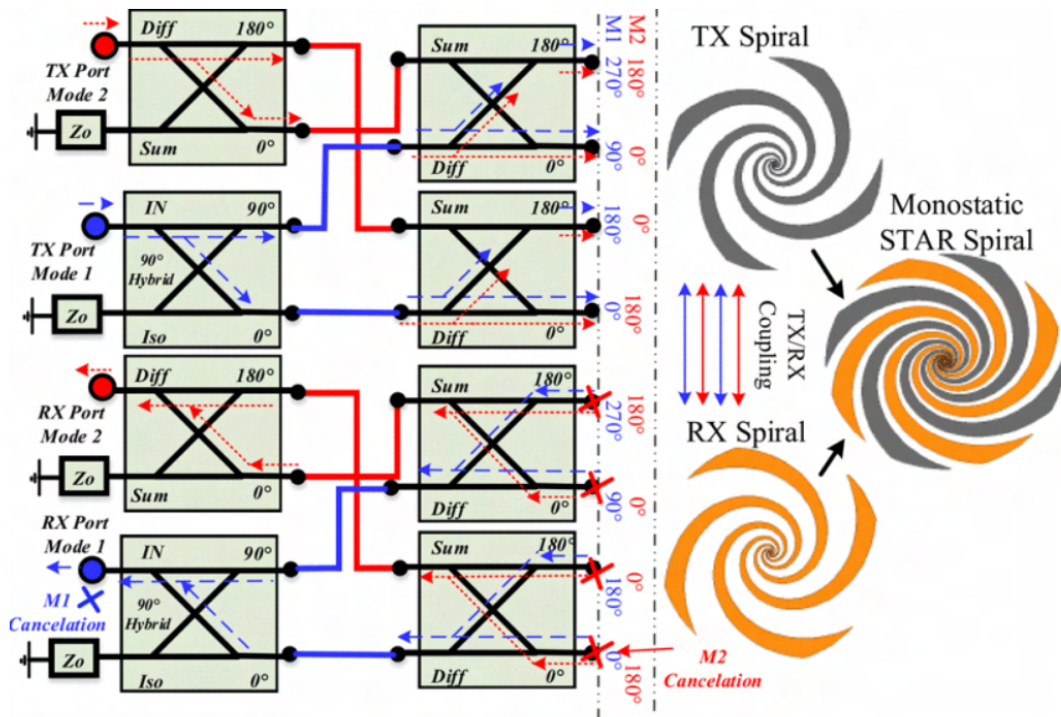 Diff 180°
TX Port
Mode 2
Zo
Sum 0°
Sum 180°
Diff 0°
M1 M2
270° 180°
90° 0°
IN 90°
TX Port
Mode 1
90°
Hybrid
Zo
Iso 0°
Sum 180°
Diff 0°
180° 0°
0° 180°
Diff 180°
RX Port
Mode 2
Zo
Sum 0°
Sum 180°
Diff 0°
270° 180°
90° 0°
RX Port
Mode 1
IN 90°
M1
Cancelation
90°
Hybrid
Zo
Iso 0°
Sum 180°
Diff 0°
180° 0°
0° 180°
M2
Cancelation
TX Spiral
Monostatic
STAR Spiral
TX/RX
Coupling
RX Spiral